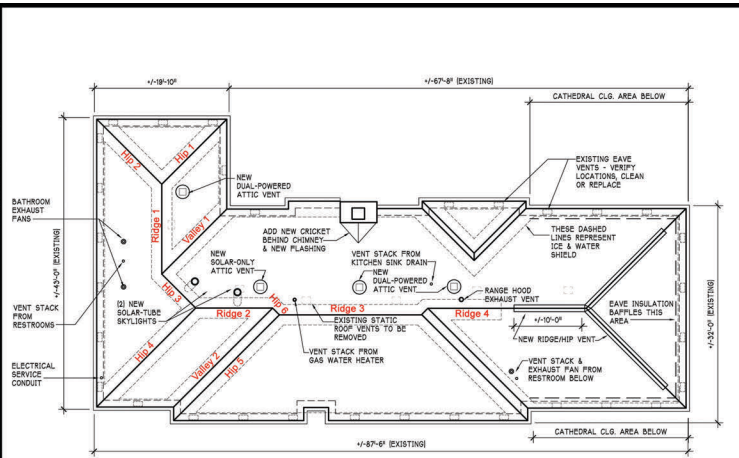 +/-19'-10"
+/-67'-8" (EXISTING)
CATHEDRAL CLG. AREA BELOW
+/-43'-0" (EXISTING)
Hip 2
Hip 1
NEW
DUAL-POWERED
ATTIC VENT
EXISTING EAVE
VENTS - VERIFY
LOCATIONS, CLEAN
OR REPLACE
BATHROOM
EXHAUST
FANS
Ridge 1
Valley 1
ADD NEW CRICKET
BEHIND CHIMNEY
& NEW FLASHING
THESE DASHED
LINES REPRESENT
ICE & WATER
SHIELD
NEW
SOLAR-ONLY
ATTIC VENT
VENT STACK FROM
KITCHEN SINK DRAIN
NEW
DUAL-POWERED
ATTIC VENT
VENT STACK
FROM
RESTROOMS
(2) NEW
SOLAR-TUBE
SKYLIGHTS
Hip 3
Hip 6
RANGE HOOD
EXHAUST VENT
EAVE INSULATION
BAFFLES THIS
AREA
+/-32'-0" (EXISTING)
Ridge 2
Ridge 3
Ridge 4
+/-10'-0"
EXISTING STATIC
ROOF VENTS TO BE
REMOVED
NEW RIDGE/HIP VENT
Hip 4
Valley 2
Hip 5
VENT STACK FROM
GAS WATER HEATER
VENT STACK &
EXHAUST FAN FROM
RESTROOM BELOW
ELECTRICAL
SERVICE
CONDUIT
CATHEDRAL CLG. AREA BELOW
+/-87'-6" (EXISTING)